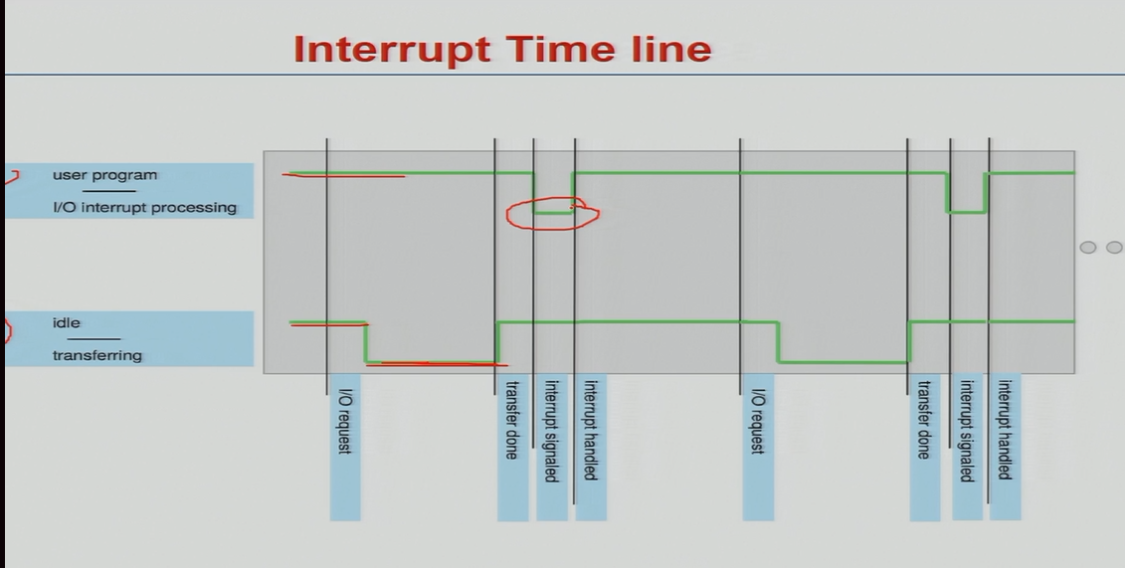 Interrupt Time line
user program
I/O interrupt processing
idle
transferring
I/O request
transfer done
interrupt signaled
interrupt handled
I/O request
transfer done
interrupt signaled
interrupt handled